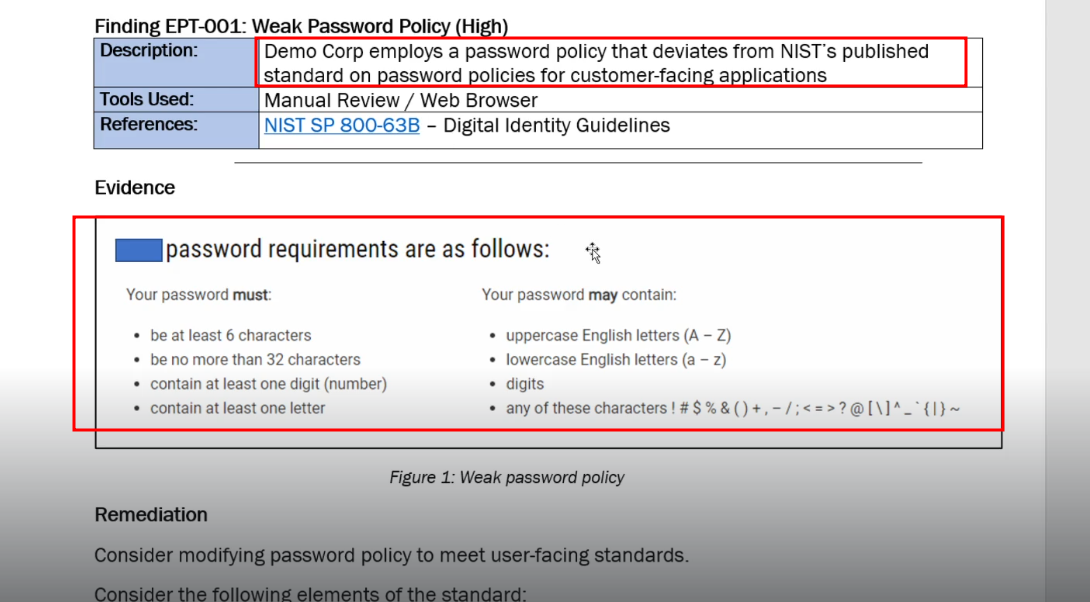 Finding EPT-001: Weak Password Policy (High)
Description:
Demo Corp employs a password policy that deviates from NIST's published
standard on password policies for customer-facing applications
Tools Used:
Manual Review / Web Browser
References:
NIST SP 800-63B – Digital Identity Guidelines
Evidence
password requirements are as follows:
Your password must:
be at least 6 characters
be no more than 32 characters
contain at least one digit (number)
contain at least one letter
Your password may contain:
uppercase English letters (A – Z)
lowercase English letters (a – z)
digits
any of these characters ! # $ % & ( ) + , – / ; < = > ? @ [ \ ] ^ _ ` { | } ~
Figure 1: Weak password policy
Remediation
Consider modifying password policy to meet user-facing standards.
Consider the following elements of the standard: